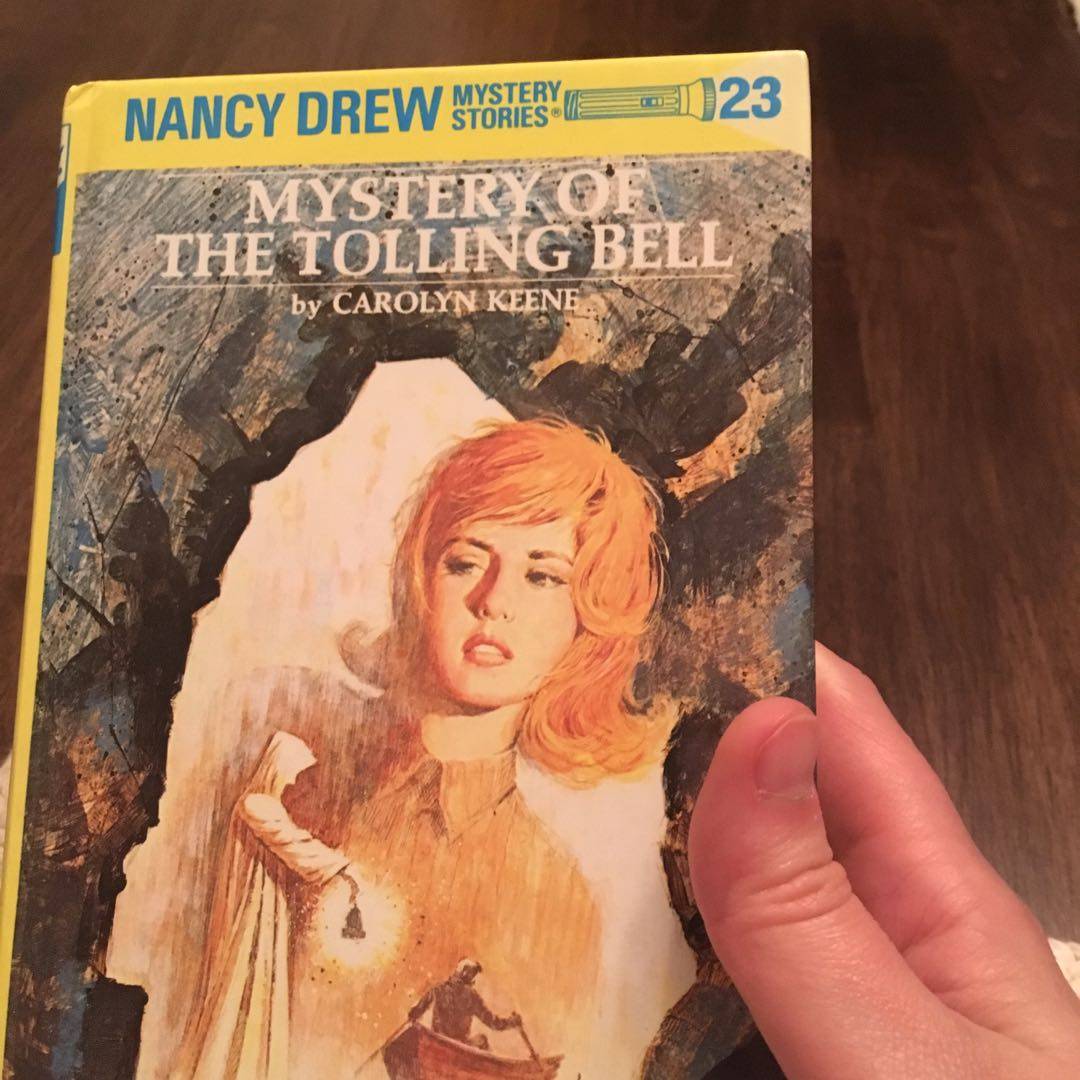 NANCY DREW MYSTERY STORIES® 23
MYSTERY OF
THE TOLLING BELL
by CAROLYN KEENE